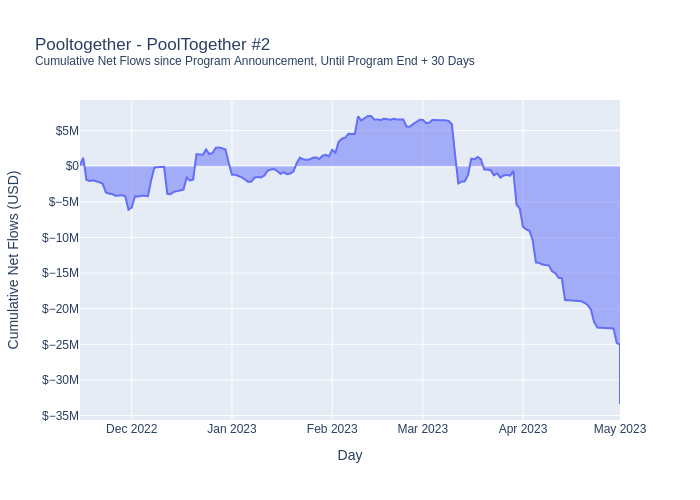 Pooltogether - PoolTogether #2
Cumulative Net Flows since Program Announcement, Until Program End + 30 Days
Cumulative Net Flows (USD)
$5M
$0
$−5M
$−10M
$−15M
$−20M
$−25M
$−30M
$−35M
Dec 2022
Jan 2023
Feb 2023
Mar 2023
Apr 2023
May 2023
Day